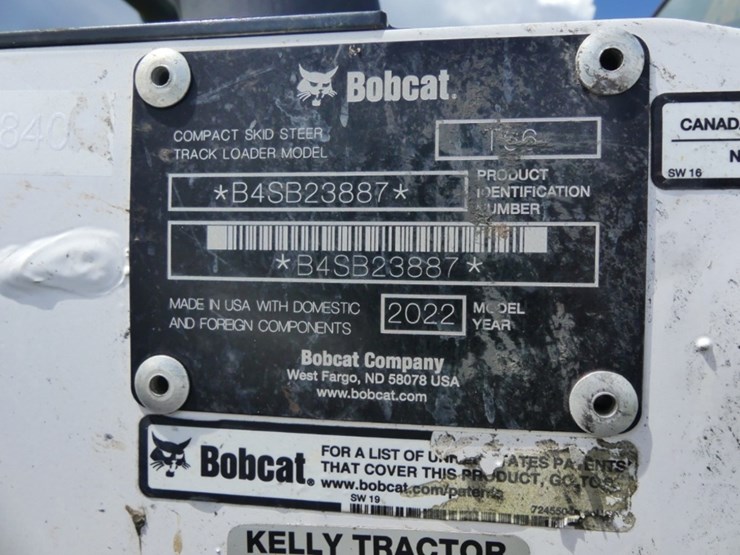 Bobcat.
COMPACT SKID STEER
TRACK LOADER MODEL
*B4SB23887*
PRODUCT
IDENTIFICATION
NUMBER
*B4SB23887*
MADE IN USA WITH DOMESTIC
AND FOREIGN COMPONENTS
2022
MODEL
YEAR
Bobcat Company
West Fargo, ND 58078 USA
www.bobcat.com
840
CANAD
N
SW 16
Bobcat.
FOR A LIST OF
PATENTS
THAT COVER THIS PRODUCT, GO TO
www.bobcat.com/patents
SW 19
KELLY TRACTOR